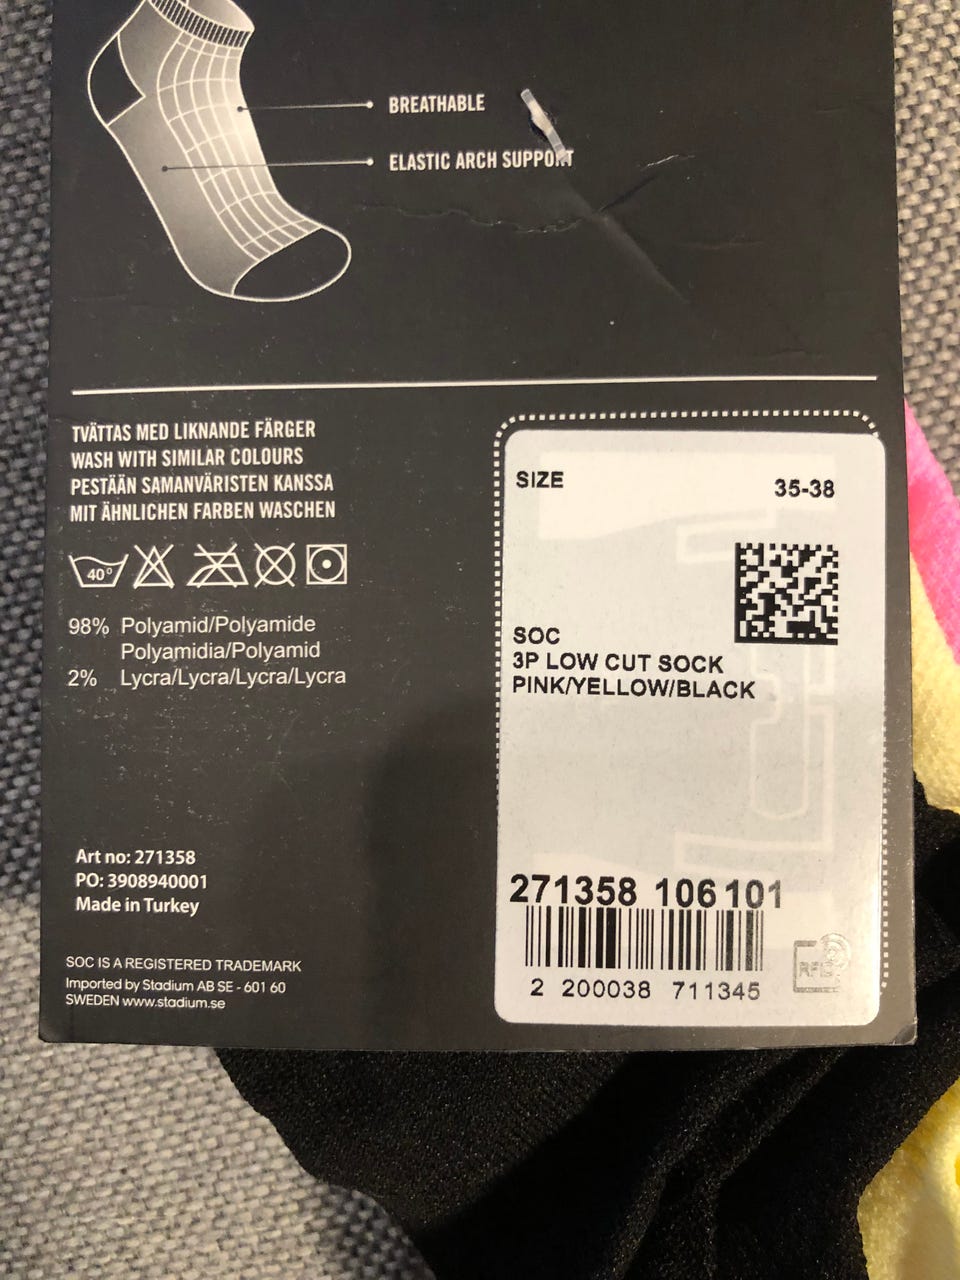 BREATHABLE
ELASTIC ARCH SUPPORT
TVÄTTAS MED LIKNANDE FÄRGER
WASH WITH SIMILAR COLOURS
PESTÄÄN SAMANVÄRISTEN KANSSA
MIT ÄHNLICHEN FARBEN WASCHEN
40°
98% Polyamid/Polyamide
Polyamidia/Polyamid
2% Lycra/Lycra/Lycra/Lycra
Art no: 271358
PO: 3908940001
Made in Turkey
SOC IS A REGISTERED TRADEMARK
Imported by Stadium AB SE - 601 60
SWEDEN www.stadium.se
SIZE 35-38
SOC
3P LOW CUT SOCK
PINK/YELLOW/BLACK
271358 106 101
RFID
2 200038 711345